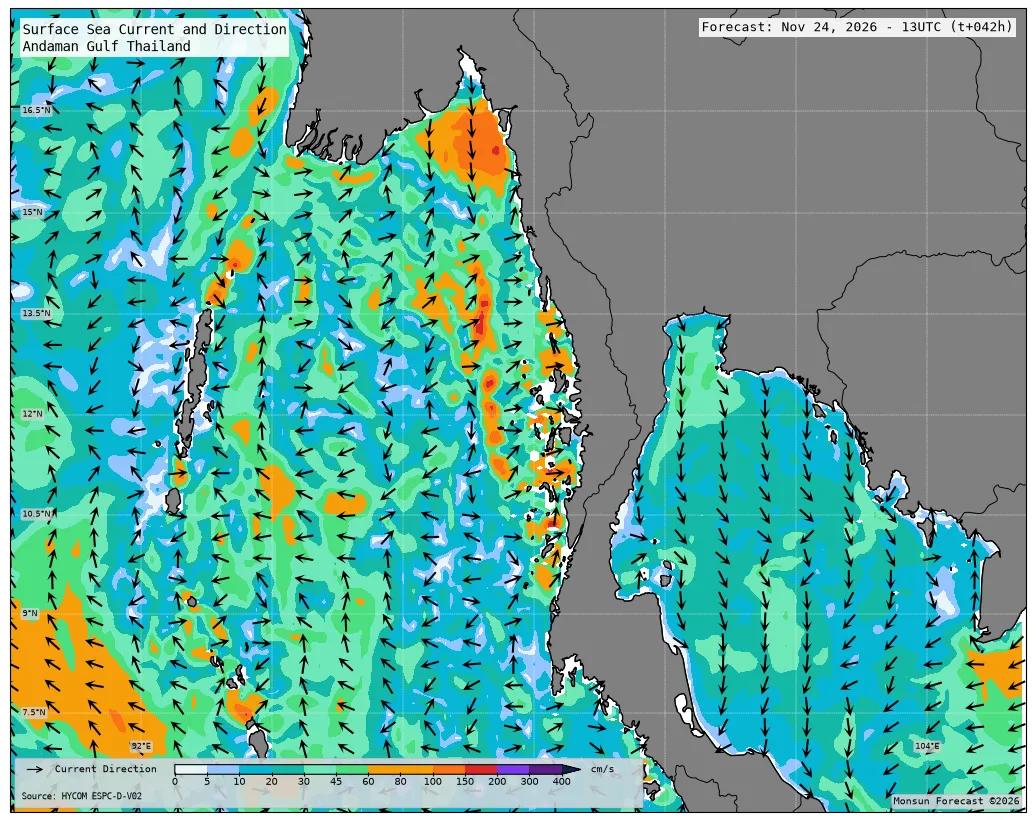 Surface Sea Current and Direction
Andaman Gulf Thailand
Forecast: Nov 24, 2026 - 13UTC (t+042h)
16.5°N
15°N
13.5°N
12°N
10.5°N
9°N
7.5°N
92°E
104°E
Current Direction
0 5 10 20 30 45 60 80 100 150 200 300 400 cm/s
Source: HYCOM ESPC-D-V02
Monsun Forecast ©2026